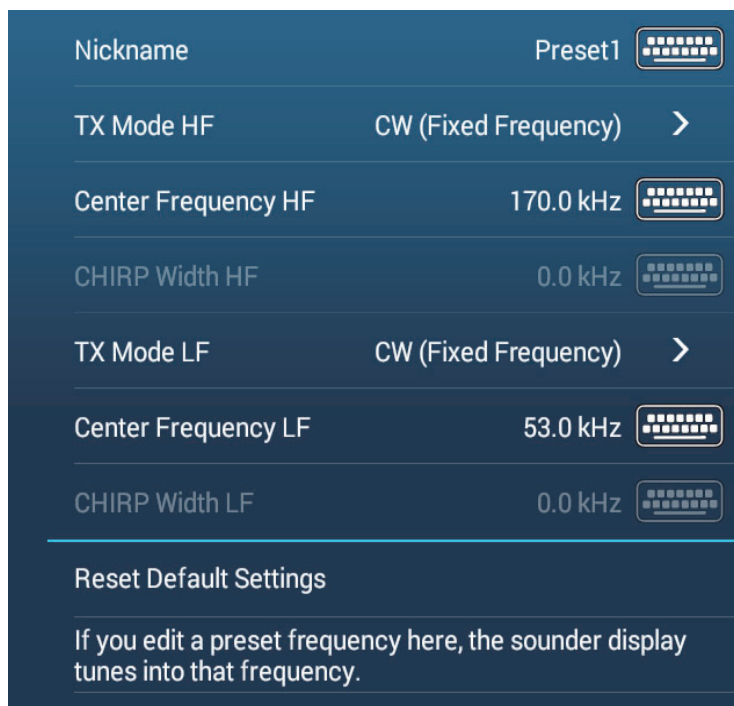 Nickname Preset1
TX Mode HF CW (Fixed Frequency)
Center Frequency HF 170.0 kHz
CHIRP Width HF 0.0 kHz
TX Mode LF CW (Fixed Frequency)
Center Frequency LF 53.0 kHz
CHIRP Width LF 0.0 kHz
Reset Default Settings
If you edit a preset frequency here, the sounder display
tunes into that frequency.